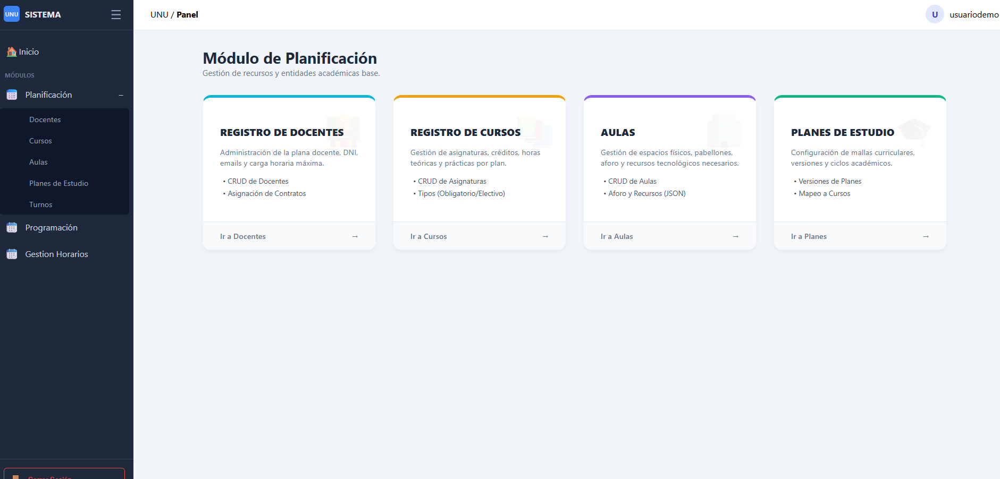 UNU SISTEMA ☰
Inicio
MÓDULOS
Planificación –
Docentes
Cursos
Aulas
Planes de Estudio
Turnos
Programación
Gestion Horarios
Cerrar Sesión
UNU / Panel
U usuariodemo
Módulo de Planificación
Gestión de recursos y entidades académicas base.
REGISTRO DE DOCENTES
Administración de la plana docente, DNI,
emails y carga horaria máxima.
• CRUD de Docentes
• Asignación de Contratos
Ir a Docentes →
REGISTRO DE CURSOS
Gestión de asignaturas, créditos, horas
teóricas y prácticas por plan.
• CRUD de Asignaturas
• Tipos (Obligatorio/Electivo)
Ir a Cursos →
AULAS
Gestión de espacios físicos, pabellones,
aforo y recursos tecnológicos necesarios.
• CRUD de Aulas
• Aforo y Recursos (JSON)
Ir a Aulas →
PLANES DE ESTUDIO
Configuración de mallas curriculares,
versiones y ciclos académicos.
• Versiones de Planes
• Mapeo a Cursos
Ir a Planes →